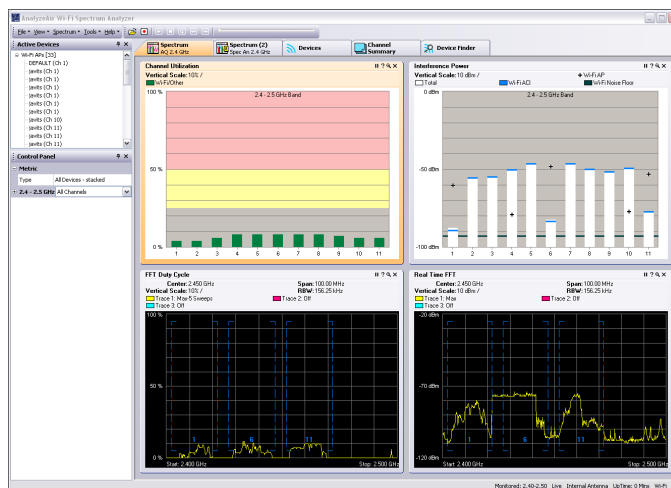 AnalyzeAir Wi-Fi Spectrum Analyzer
File View Spectrum Tools Help
Active Devices
Wi-Fi APs [33]
DEFAULT (Ch 1)
jawits (Ch 1)
jawits (Ch 1)
jawits (Ch 1)
jawits (Ch 1)
jawits (Ch 1)
jawits (Ch 10)
jawits (Ch 11)
jawits (Ch 11)
jawits (Ch 11)
Control Panel
Metric
Type All Devices - stacked
2.4 - 2.5 GHz All Channels
Spectrum
AQ 2.4 GHz
Spectrum (2)
Spec An 2.4 GHz
Devices
Channel
Summary
Device Finder
Channel Utilization
Vertical Scale: 10% /
Wi-Fi/Other
2.4 - 2.5 GHz Band
100 %
50 %
0 %
1 2 3 4 5 6 7 8 9 10 11
Interference Power
Vertical Scale: 10 dBm /
Total
Wi-Fi ACI
Wi-Fi AP
Wi-Fi Noise Floor
2.4 - 2.5 GHz Band
0 dBm
-50 dBm
-100 dBm
1 2 3 4 5 6 7 8 9 10 11
FFT Duty Cycle
Center: 2.450 GHz Span: 100.00 MHz
Vertical Scale: 10% / RBW: 156.25 kHz
Trace 1: Max-5 Sweeps Trace 2: Off
Trace 3: Off
100 %
50 %
0 %
1 6 11
Start: 2.400 GHz Stop: 2.500 GHz
Real Time FFT
Center: 2.450 GHz Span: 100.00 MHz
Vertical Scale: 10 dBm / RBW: 156.25 kHz
Trace 1: Max Trace 2: Off
Trace 3: Off
-20 dBm
-70 dBm
-120 dBm
1 6 11
Start: 2.400 GHz Stop: 2.500 GHz
Monitored: 2.40-2.50 Live Internal Antenna UpTime: 0 Mins Wi-Fi